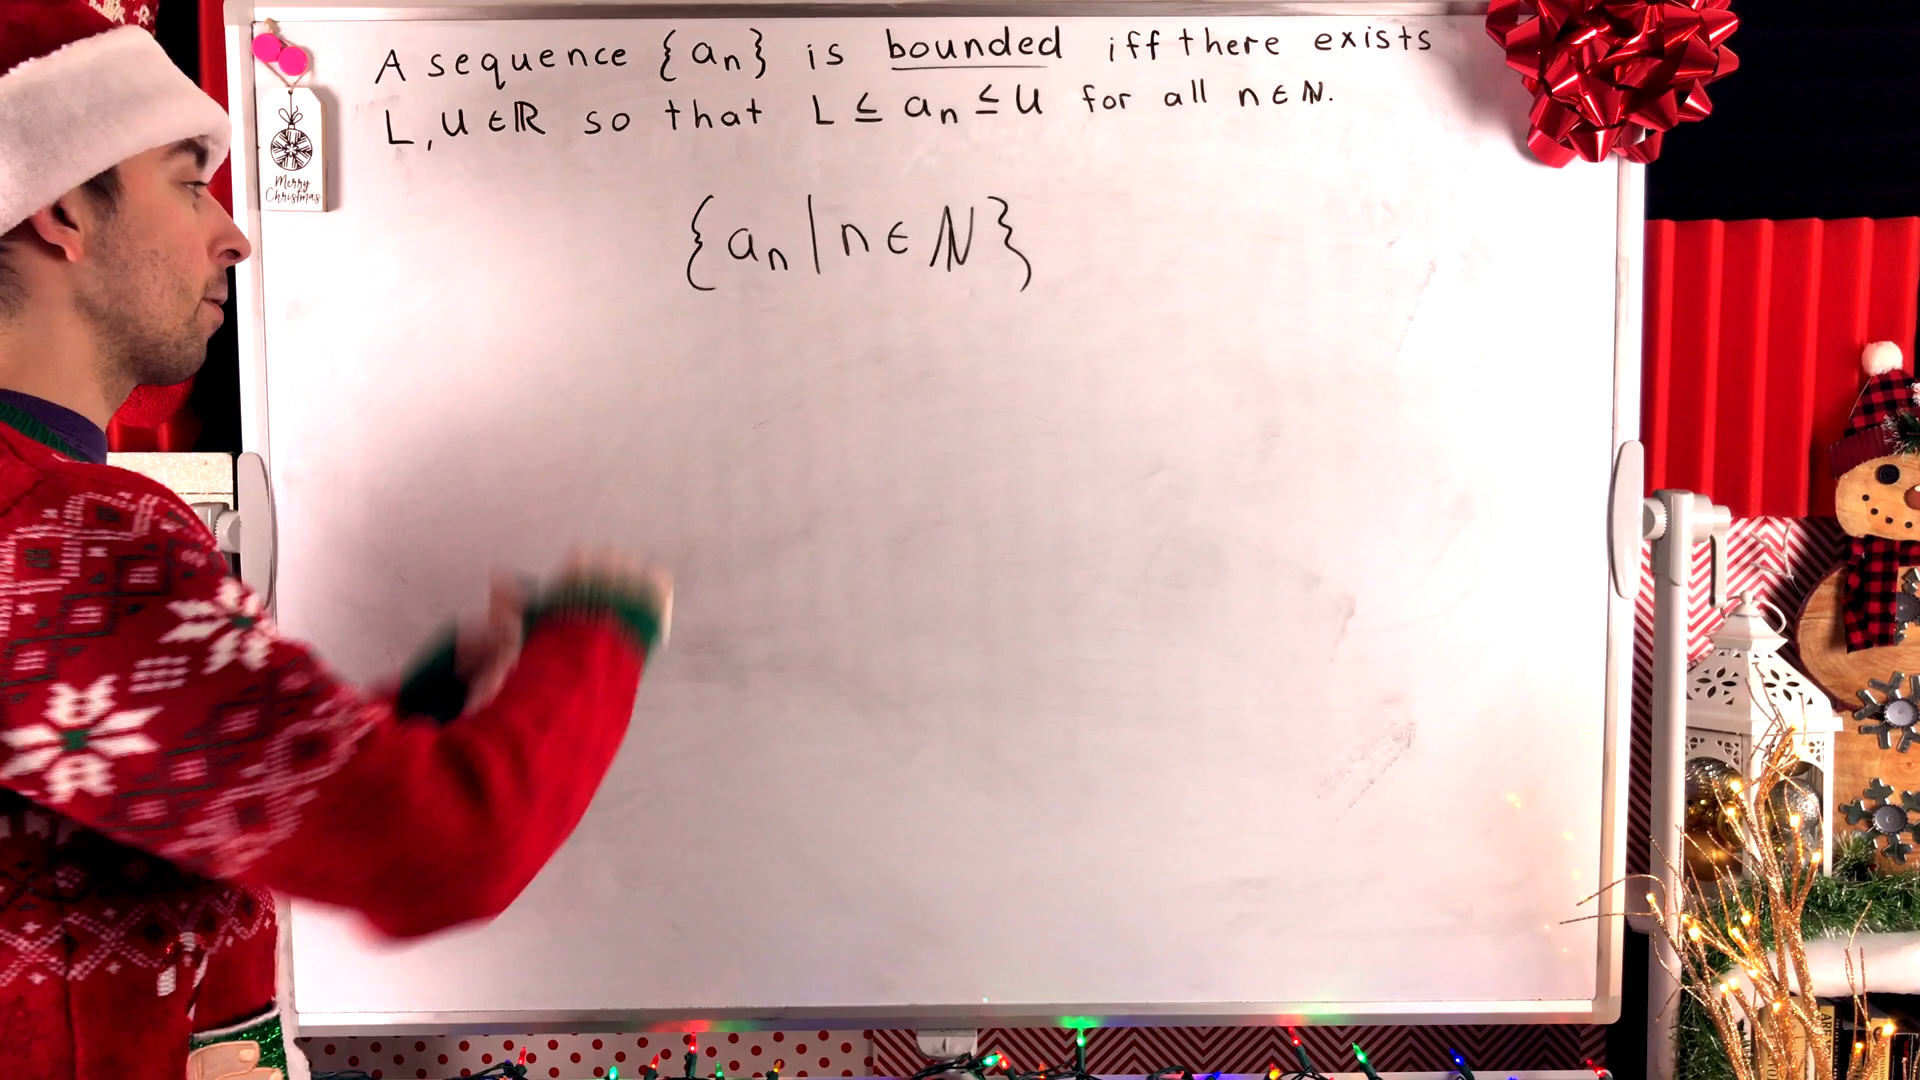 A sequence {aₙ} is bounded iff there exists
L, U ∈ ℝ so that L ≤ aₙ ≤ U for all n ∈ ℕ.
Merry
Christmas
{aₙ | n ∈ ℕ}